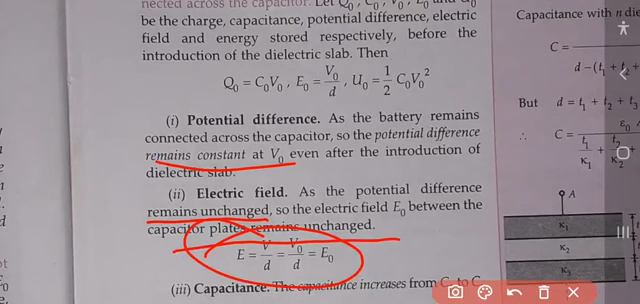 nected across the capacitor. Let Q₀, C₀, V₀, E₀
be the charge, capacitance, potential difference, electric
field and energy stored respectively, before the
introduction of the dielectric slab. Then
Q₀ = C₀V₀, E₀ = V₀/d, U₀ = 1/2 C₀V₀²
(i) Potential difference. As the battery remains
connected across the capacitor, so the potential difference
remains constant at V₀ even after the introduction of
dielectric slab.
(ii) Electric field. As the potential difference
remains unchanged, so the electric field E₀ between the
capacitor plates remains unchanged.
E = V/d = V₀/d = E₀
(iii) Capacitance. The capacitance increases from C₀ to C
Capacitance with n die
C =
d–(t₁ + t₂ +
But d = t₁ + t₂ + t₃
∴ C = ε₀ A
t₁/κ₁ + t₂/κ₂ +
A
κ₁
κ₂
κ₃